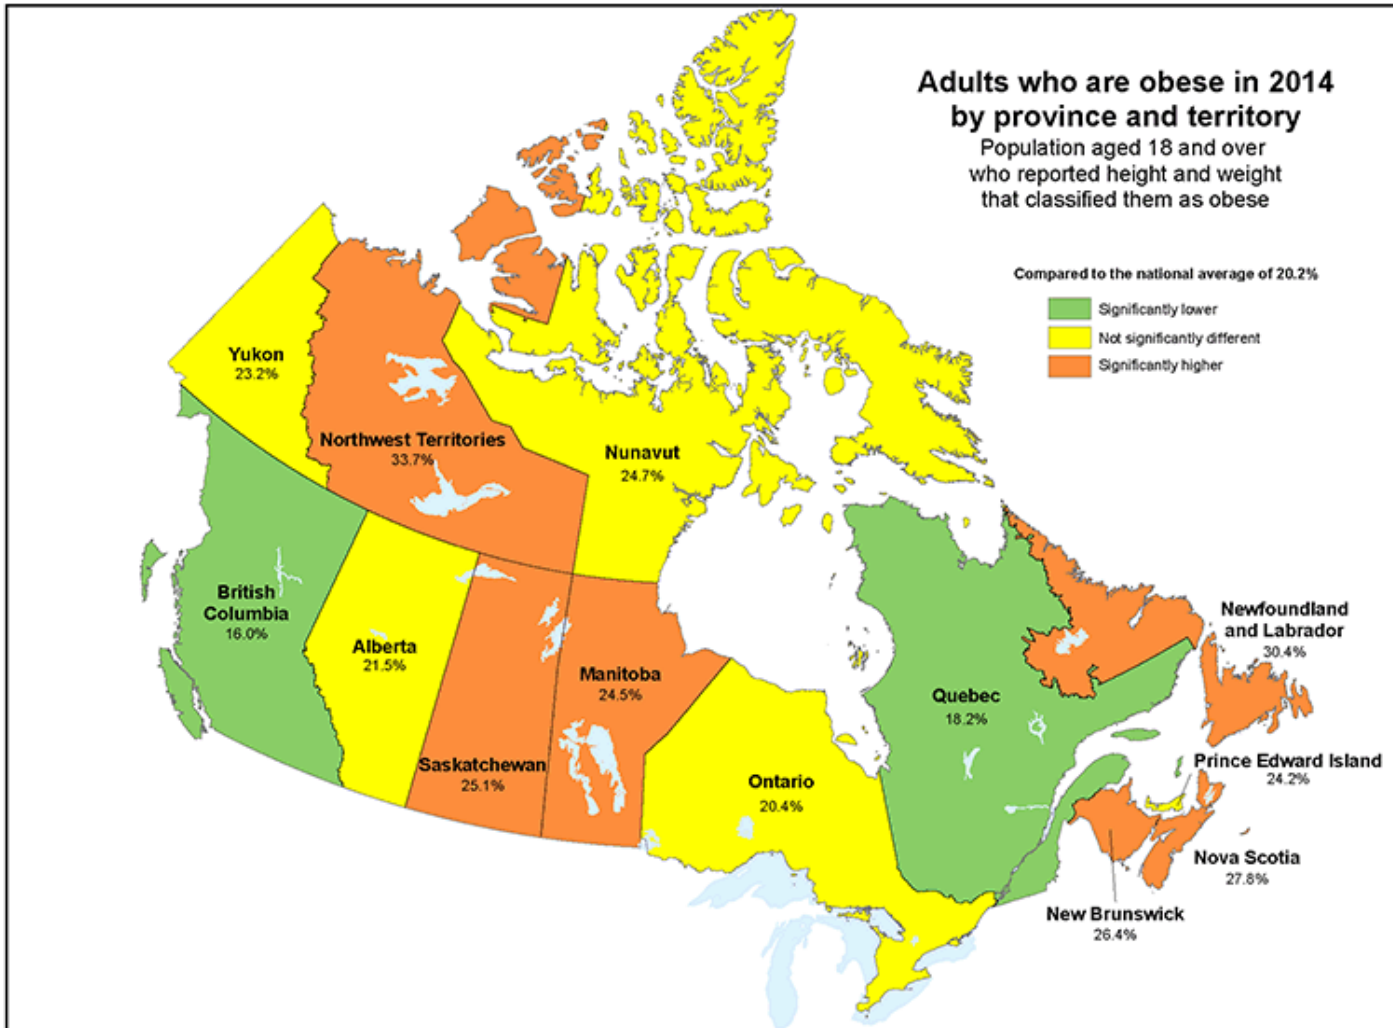 Adults who are obese in 2014
by province and territory
Population aged 18 and over
who reported height and weight
that classified them as obese
Compared to the national average of 20.2%
Significantly lower
Not significantly different
Significantly higher
Yukon
23.2%
Northwest Territories
33.7%
Nunavut
24.7%
British
Columbia
16.0%
Alberta
21.5%
Saskatchewan
25.1%
Manitoba
24.5%
Ontario
20.4%
Quebec
18.2%
Newfoundland
and Labrador
30.4%
Prince Edward Island
24.2%
Nova Scotia
27.8%
New Brunswick
26.4%